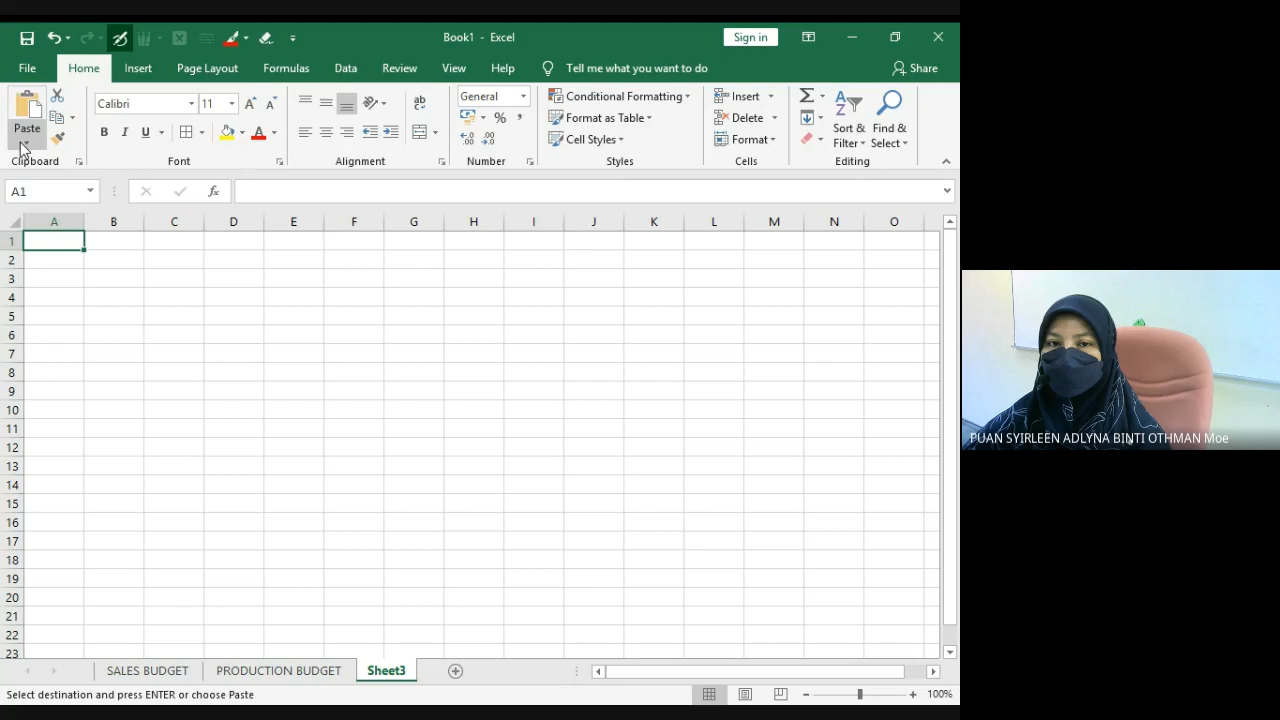 Book1 - Excel
Sign in
File Home Insert Page Layout Formulas Data Review View Help Tell me what you want to do Share
Calibri 11 General Conditional Formatting Insert
Paste Format as Table Delete Sort & Find &
B I U A % , Cell Styles Format Filter Select
Clipboard Font Alignment Number Styles Cells Editing
A1 fx
A B C D E F G H I J K L M N O
1
2
3
4
5
6
7
8
9
10
11
12
13
14
15
16
17
18
19
20
21
22
23
SALES BUDGET PRODUCTION BUDGET Sheet3
Select destination and press ENTER or choose Paste 100%
PUAN SYIRLEEN ADLYNA BINTI OTHMAN Moe